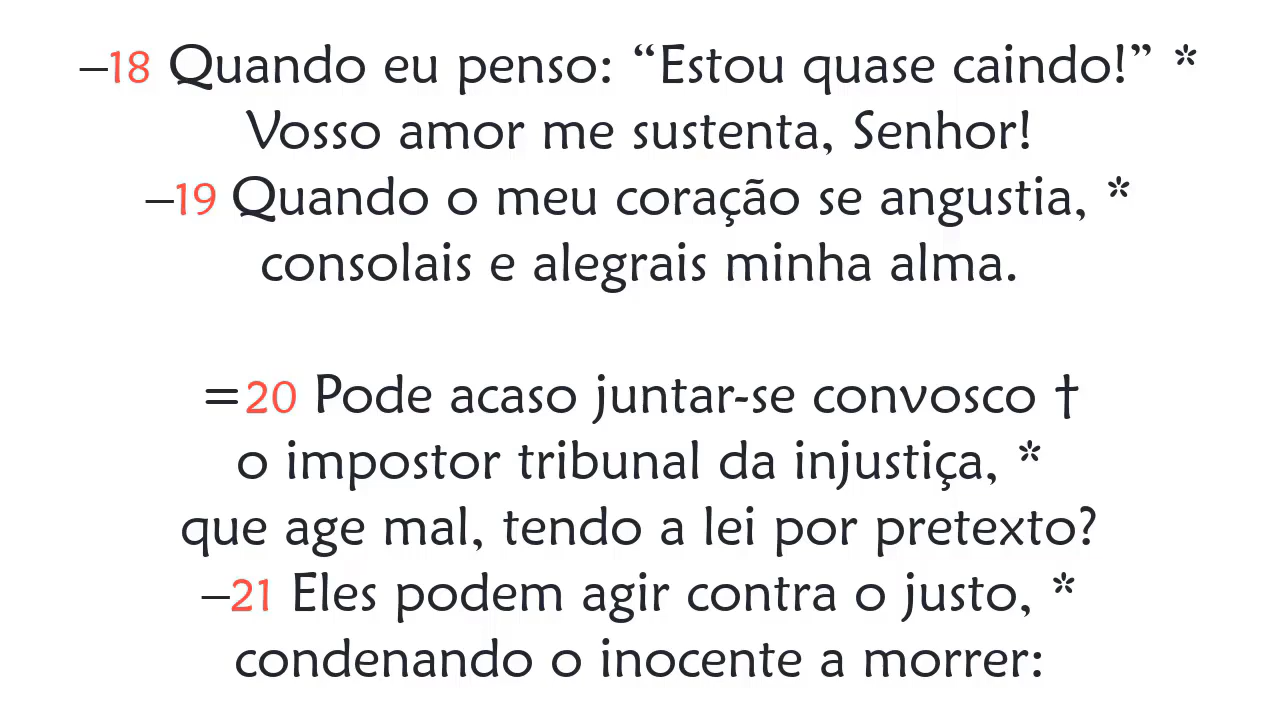 –18 Quando eu penso: “Estou quase caindo!” *
Vosso amor me sustenta, Senhor!
–19 Quando o meu coração se angustia, *
consolais e alegrais minha alma.
=20 Pode acaso juntar-se convosco †
o impostor tribunal da injustiça, *
que age mal, tendo a lei por pretexto?
–21 Eles podem agir contra o justo, *
condenando o inocente a morrer: